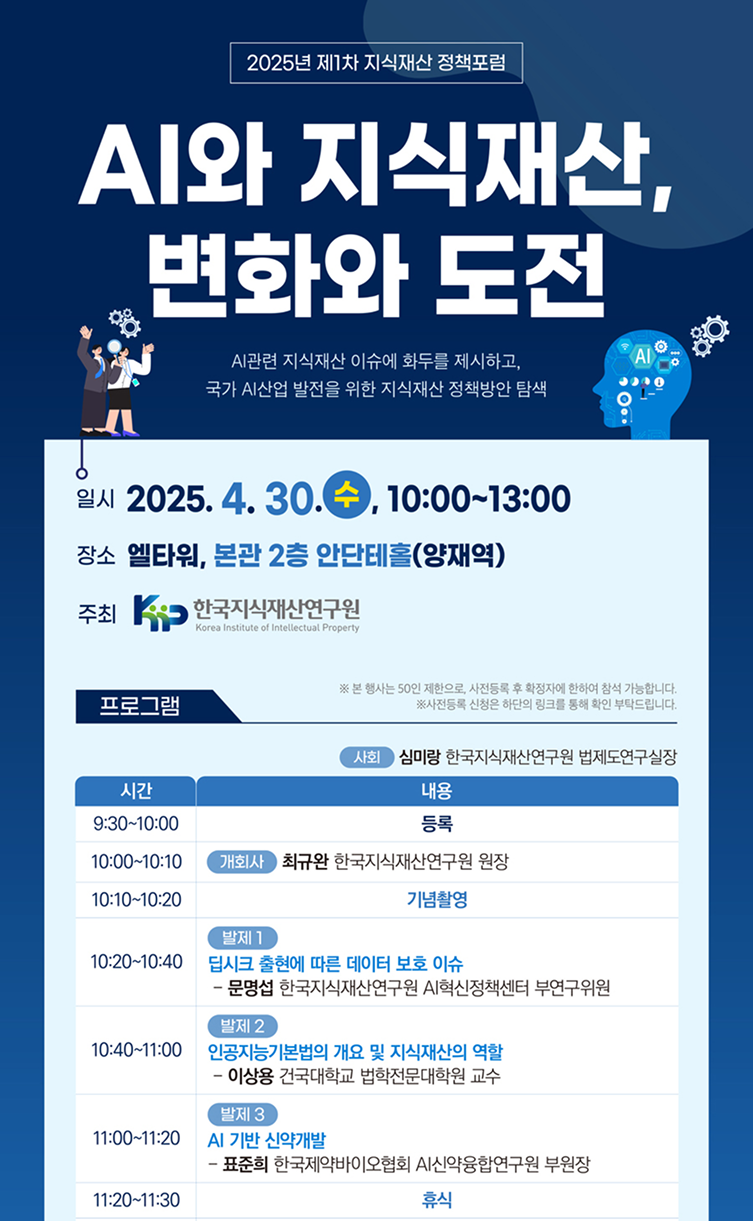 2025년 제1차 지식재산 정책포럼
AI와 지식재산,
변화와 도전
AI관련 지식재산 이슈에 화두를 제시하고,
국가 AI산업 발전을 위한 지식재산 정책방안 탐색
AI
일시 2025. 4. 30.수, 10:00~13:00
장소 엘타워, 본관 2층 안단테홀(양재역)
주최 KIIP 한국지식재산연구원
Korea Institute of Intellectual Property
※ 본 행사는 50인 제한으로, 사전등록 후 확정자에 한하여 참석 가능합니다.
※사전등록 신청은 하단의 링크를 통해 확인 부탁드립니다.
프로그램
사회 심미랑 한국지식재산연구원 법제도연구실장
시간 내용
9:30~10:00 등록
10:00~10:10 개회사 최규완 한국지식재산연구원 원장
10:10~10:20 기념촬영
발제 1
10:20~10:40 딥시크 출현에 따른 데이터 보호 이슈
– 문명섭 한국지식재산연구원 AI혁신정책센터 부연구위원
발제 2
10:40~11:00 인공지능기본법의 개요 및 지식재산의 역할
– 이상용 건국대학교 법학전문대학원 교수
발제 3
11:00~11:20 AI 기반 신약개발
– 표준희 한국제약바이오협회 AI신약융합연구원 부원장
11:20~11:30 휴식